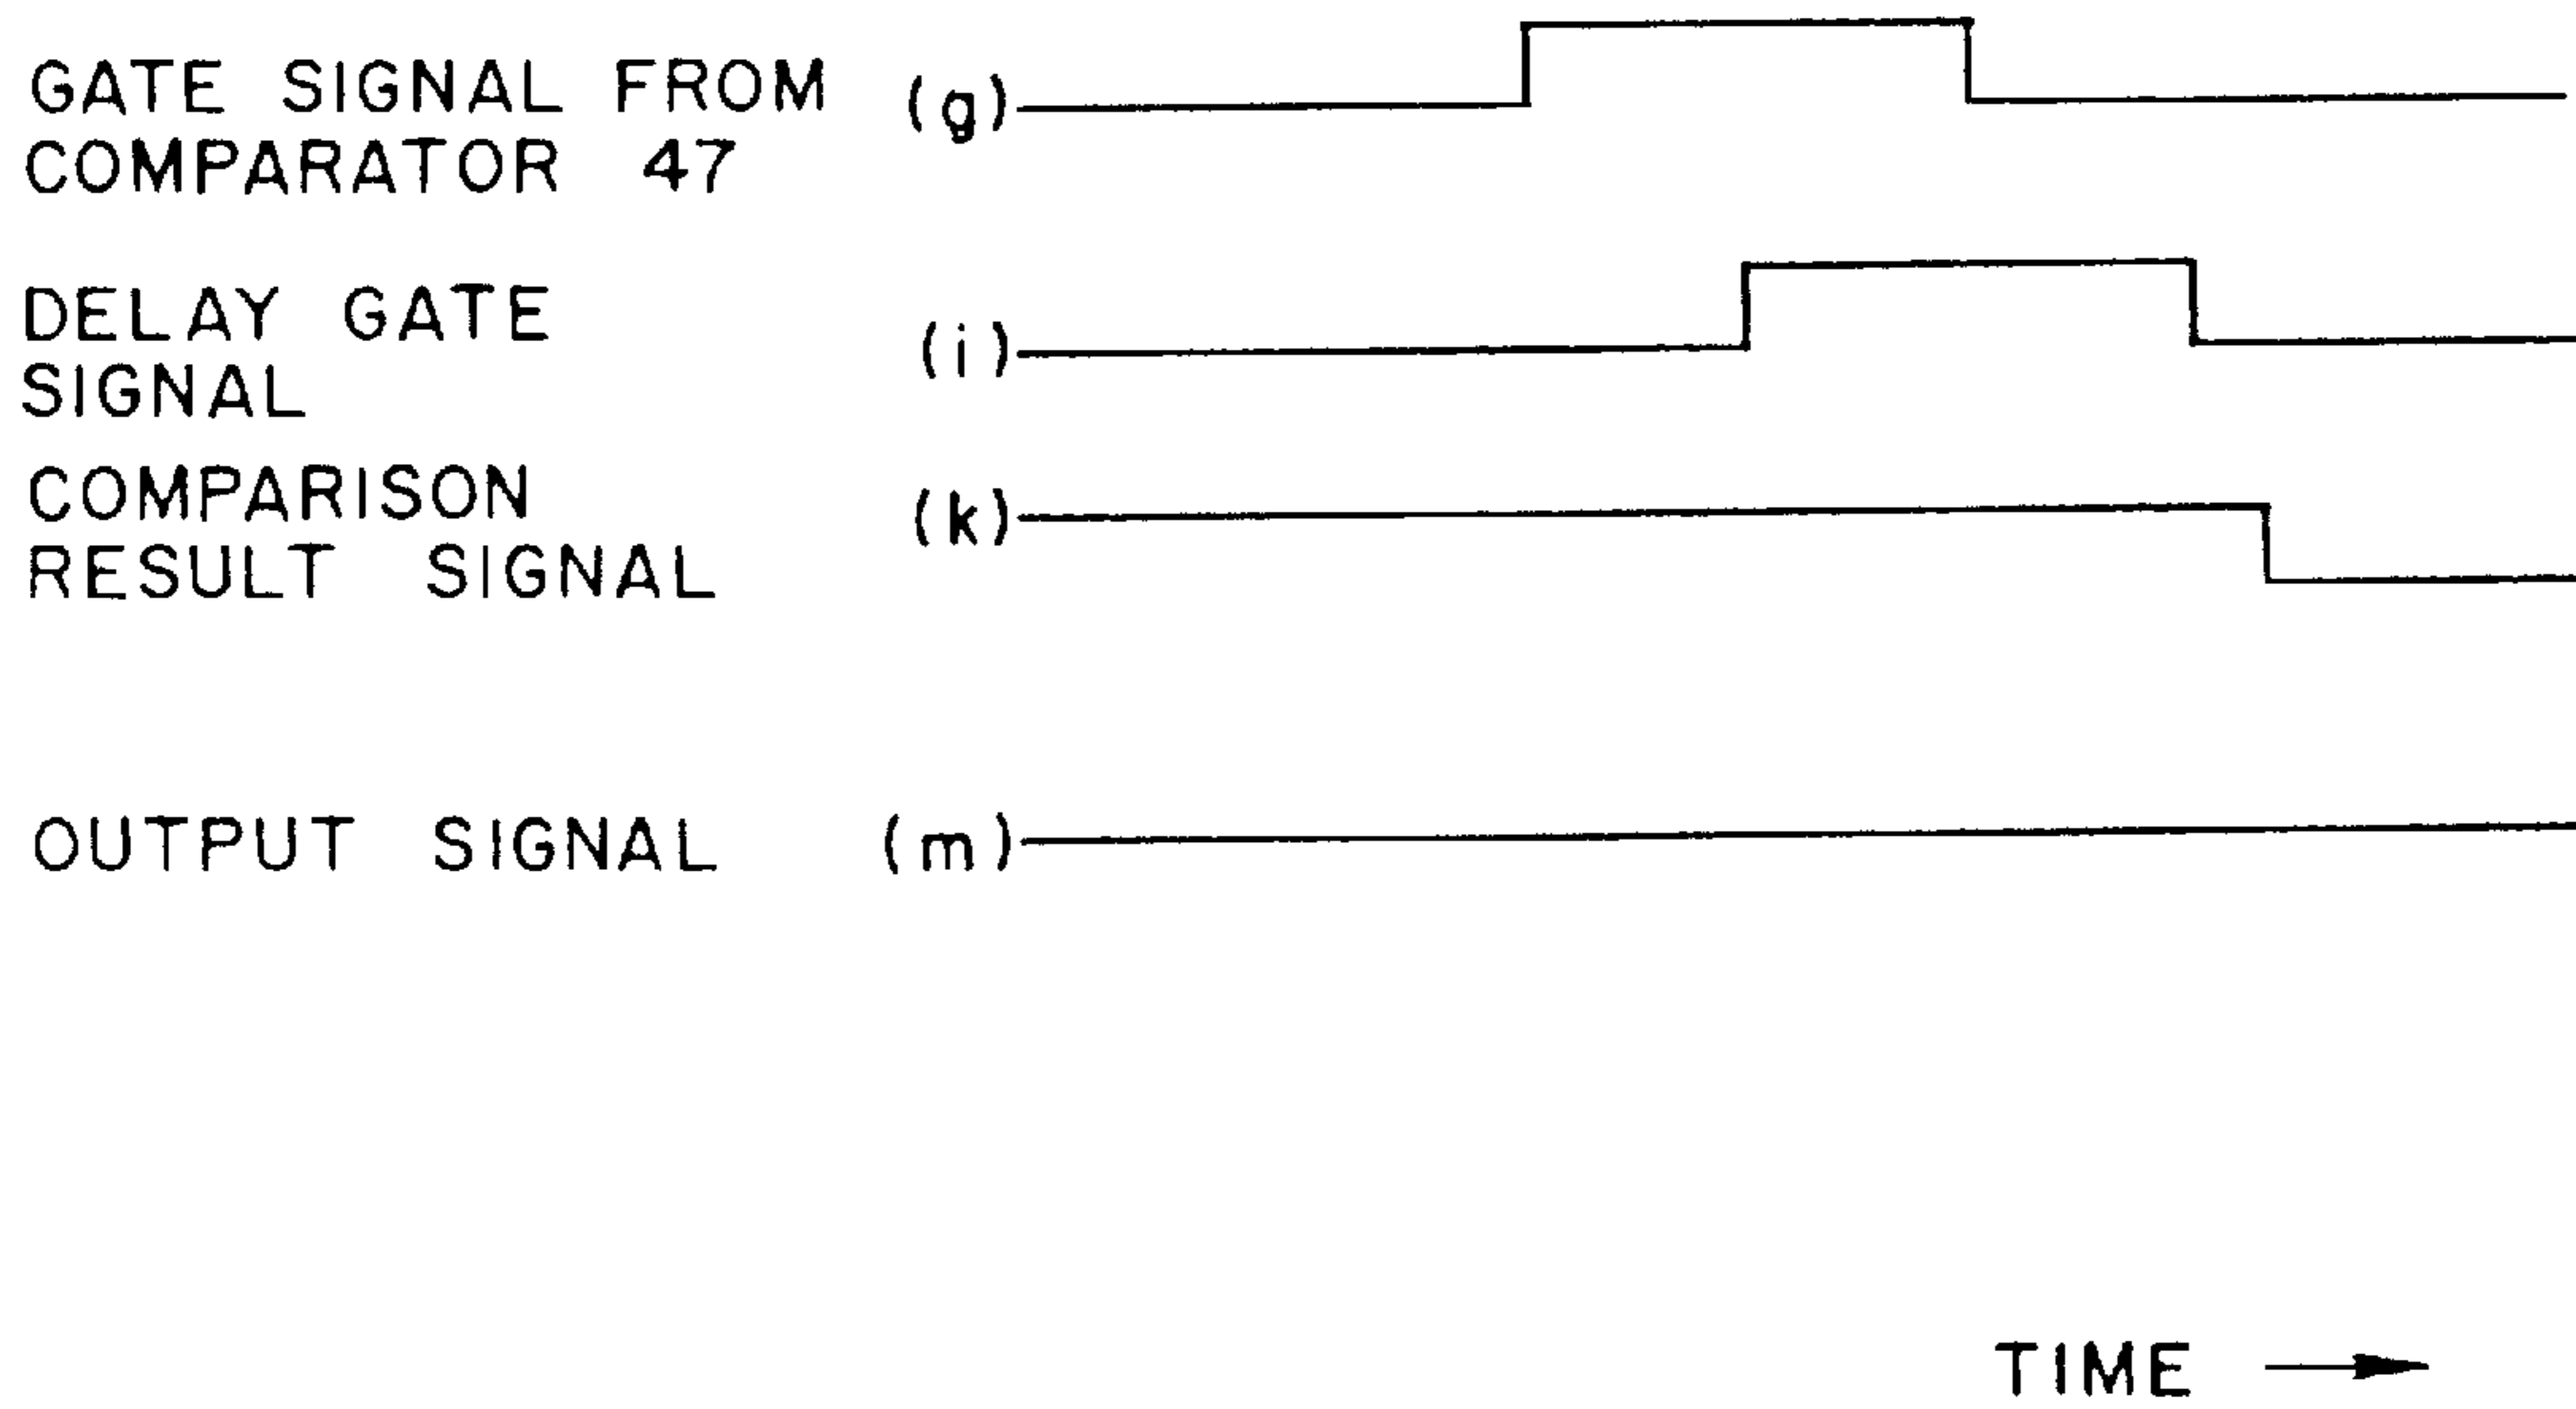 GATE SIGNAL FROM (g)
COMPARATOR 47
DELAY GATE (i)
SIGNAL
COMPARISON (k)
RESULT SIGNAL
OUTPUT SIGNAL (m)
TIME